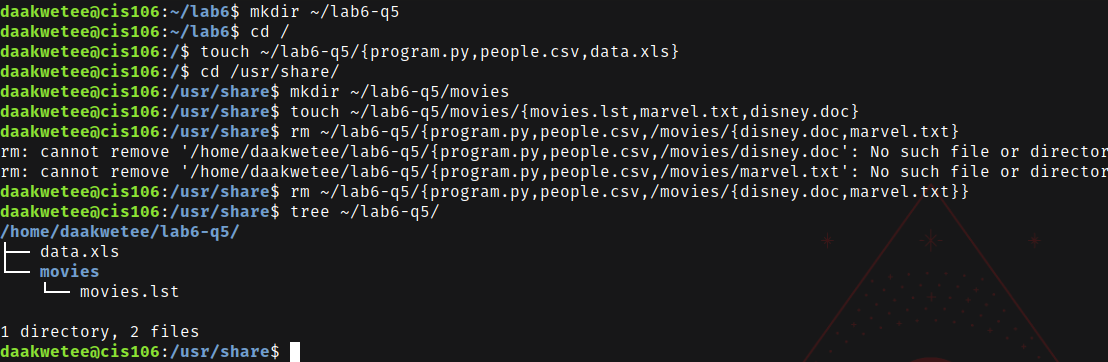 daakwetee@cis106:~/lab6$ mkdir ~/lab6-q5
daakwetee@cis106:~/lab6$ cd /
daakwetee@cis106:/$ touch ~/lab6-q5/{program.py,people.csv,data.xls}
daakwetee@cis106:/$ cd /usr/share/
daakwetee@cis106:/usr/share$ mkdir ~/lab6-q5/movies
daakwetee@cis106:/usr/share$ touch ~/lab6-q5/movies/{movies.lst,marvel.txt,disney.doc}
daakwetee@cis106:/usr/share$ rm ~/lab6-q5/{program.py,people.csv,/movies/{disney.doc,marvel.txt}
rm: cannot remove '/home/daakwetee/lab6-q5/{program.py,people.csv,/movies/disney.doc': No such file or director
rm: cannot remove '/home/daakwetee/lab6-q5/{program.py,people.csv,/movies/marvel.txt': No such file or director
daakwetee@cis106:/usr/share$ rm ~/lab6-q5/{program.py,people.csv,/movies/{disney.doc,marvel.txt}}
daakwetee@cis106:/usr/share$ tree ~/lab6-q5/
/home/daakwetee/lab6-q5/
├── data.xls
└── movies
    └── movies.lst
1 directory, 2 files
daakwetee@cis106:/usr/share$